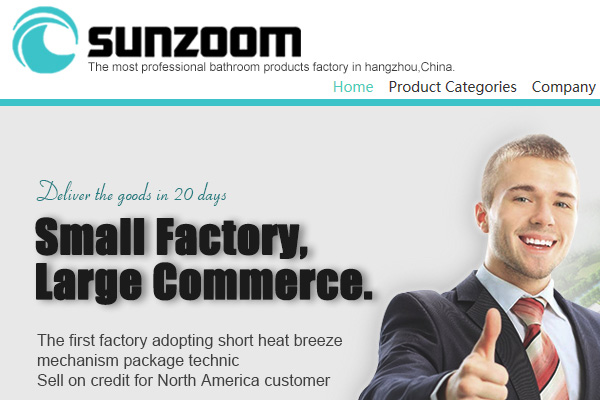 SUNZOOM
The most professional bathroom products factory in hangzhou,China.
Home Product Categories Company
Deliver the goods in 20 days
Small Factory,
Large Commerce.
The first factory adopting short heat breeze
mechanism package technic
Sell on credit for North America customer